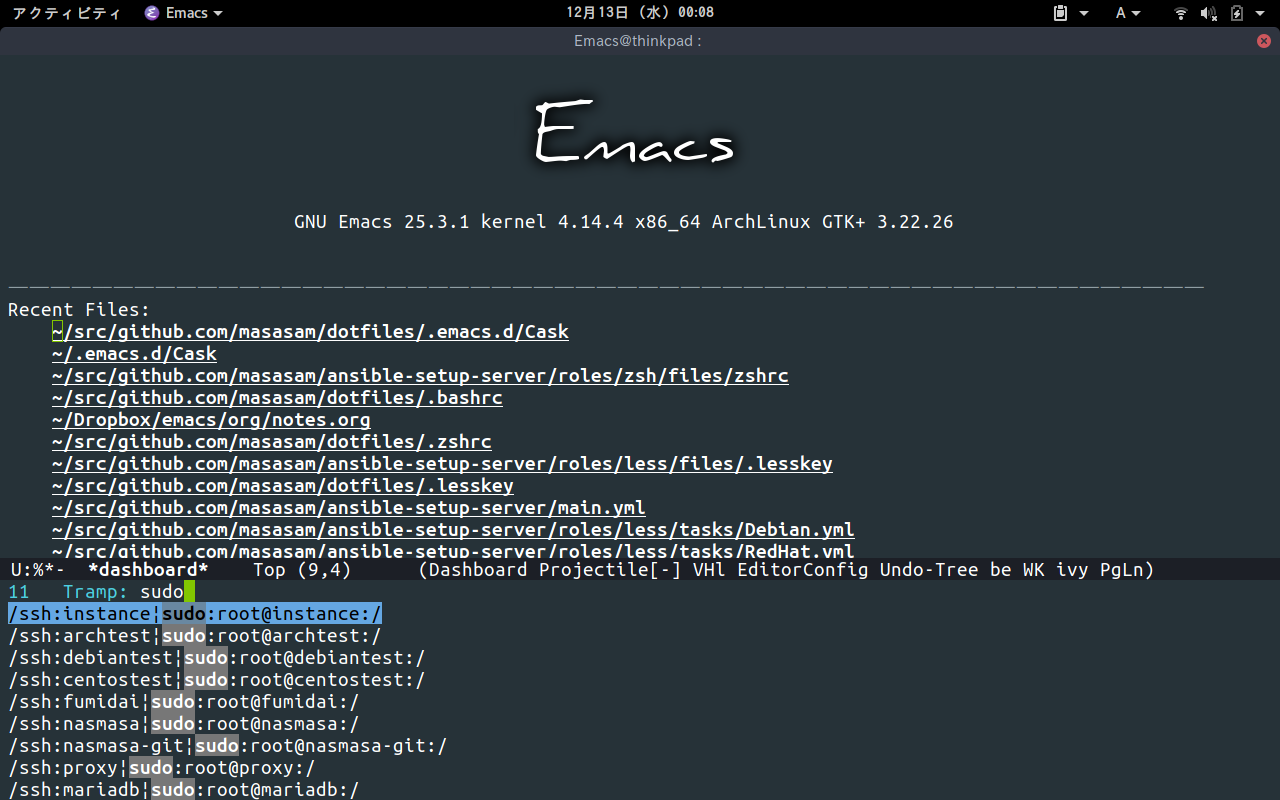 アクティビティ Emacs 12月13日 (水) 00:08 A
Emacs@thinkpad :
Emacs
GNU Emacs 25.3.1 kernel 4.14.4 x86_64 ArchLinux GTK+ 3.22.26
Recent Files:
~/src/github.com/masasam/dotfiles/.emacs.d/Cask
~/.emacs.d/Cask
~/src/github.com/masasam/ansible-setup-server/roles/zsh/files/zshrc
~/src/github.com/masasam/dotfiles/.bashrc
~/Dropbox/emacs/org/notes.org
~/src/github.com/masasam/dotfiles/.zshrc
~/src/github.com/masasam/ansible-setup-server/roles/less/files/.lesskey
~/src/github.com/masasam/dotfiles/.lesskey
~/src/github.com/masasam/ansible-setup-server/main.yml
~/src/github.com/masasam/ansible-setup-server/roles/less/tasks/Debian.yml
~/src/github.com/masasam/ansible-setup-server/roles/less/tasks/RedHat.yml
U:%*- *dashboard* Top (9,4) (Dashboard Projectile[-] VHl EditorConfig Undo-Tree be WK ivy PgLn)
11 Tramp: sudo
/ssh:instance¦sudo:root@instance:/
/ssh:archtest¦sudo:root@archtest:/
/ssh:debiantest¦sudo:root@debiantest:/
/ssh:centostest¦sudo:root@centostest:/
/ssh:fumidai¦sudo:root@fumidai:/
/ssh:nasmasa¦sudo:root@nasmasa:/
/ssh:nasmasa-git¦sudo:root@nasmasa-git:/
/ssh:proxy¦sudo:root@proxy:/
/ssh:mariadb¦sudo:root@mariadb:/